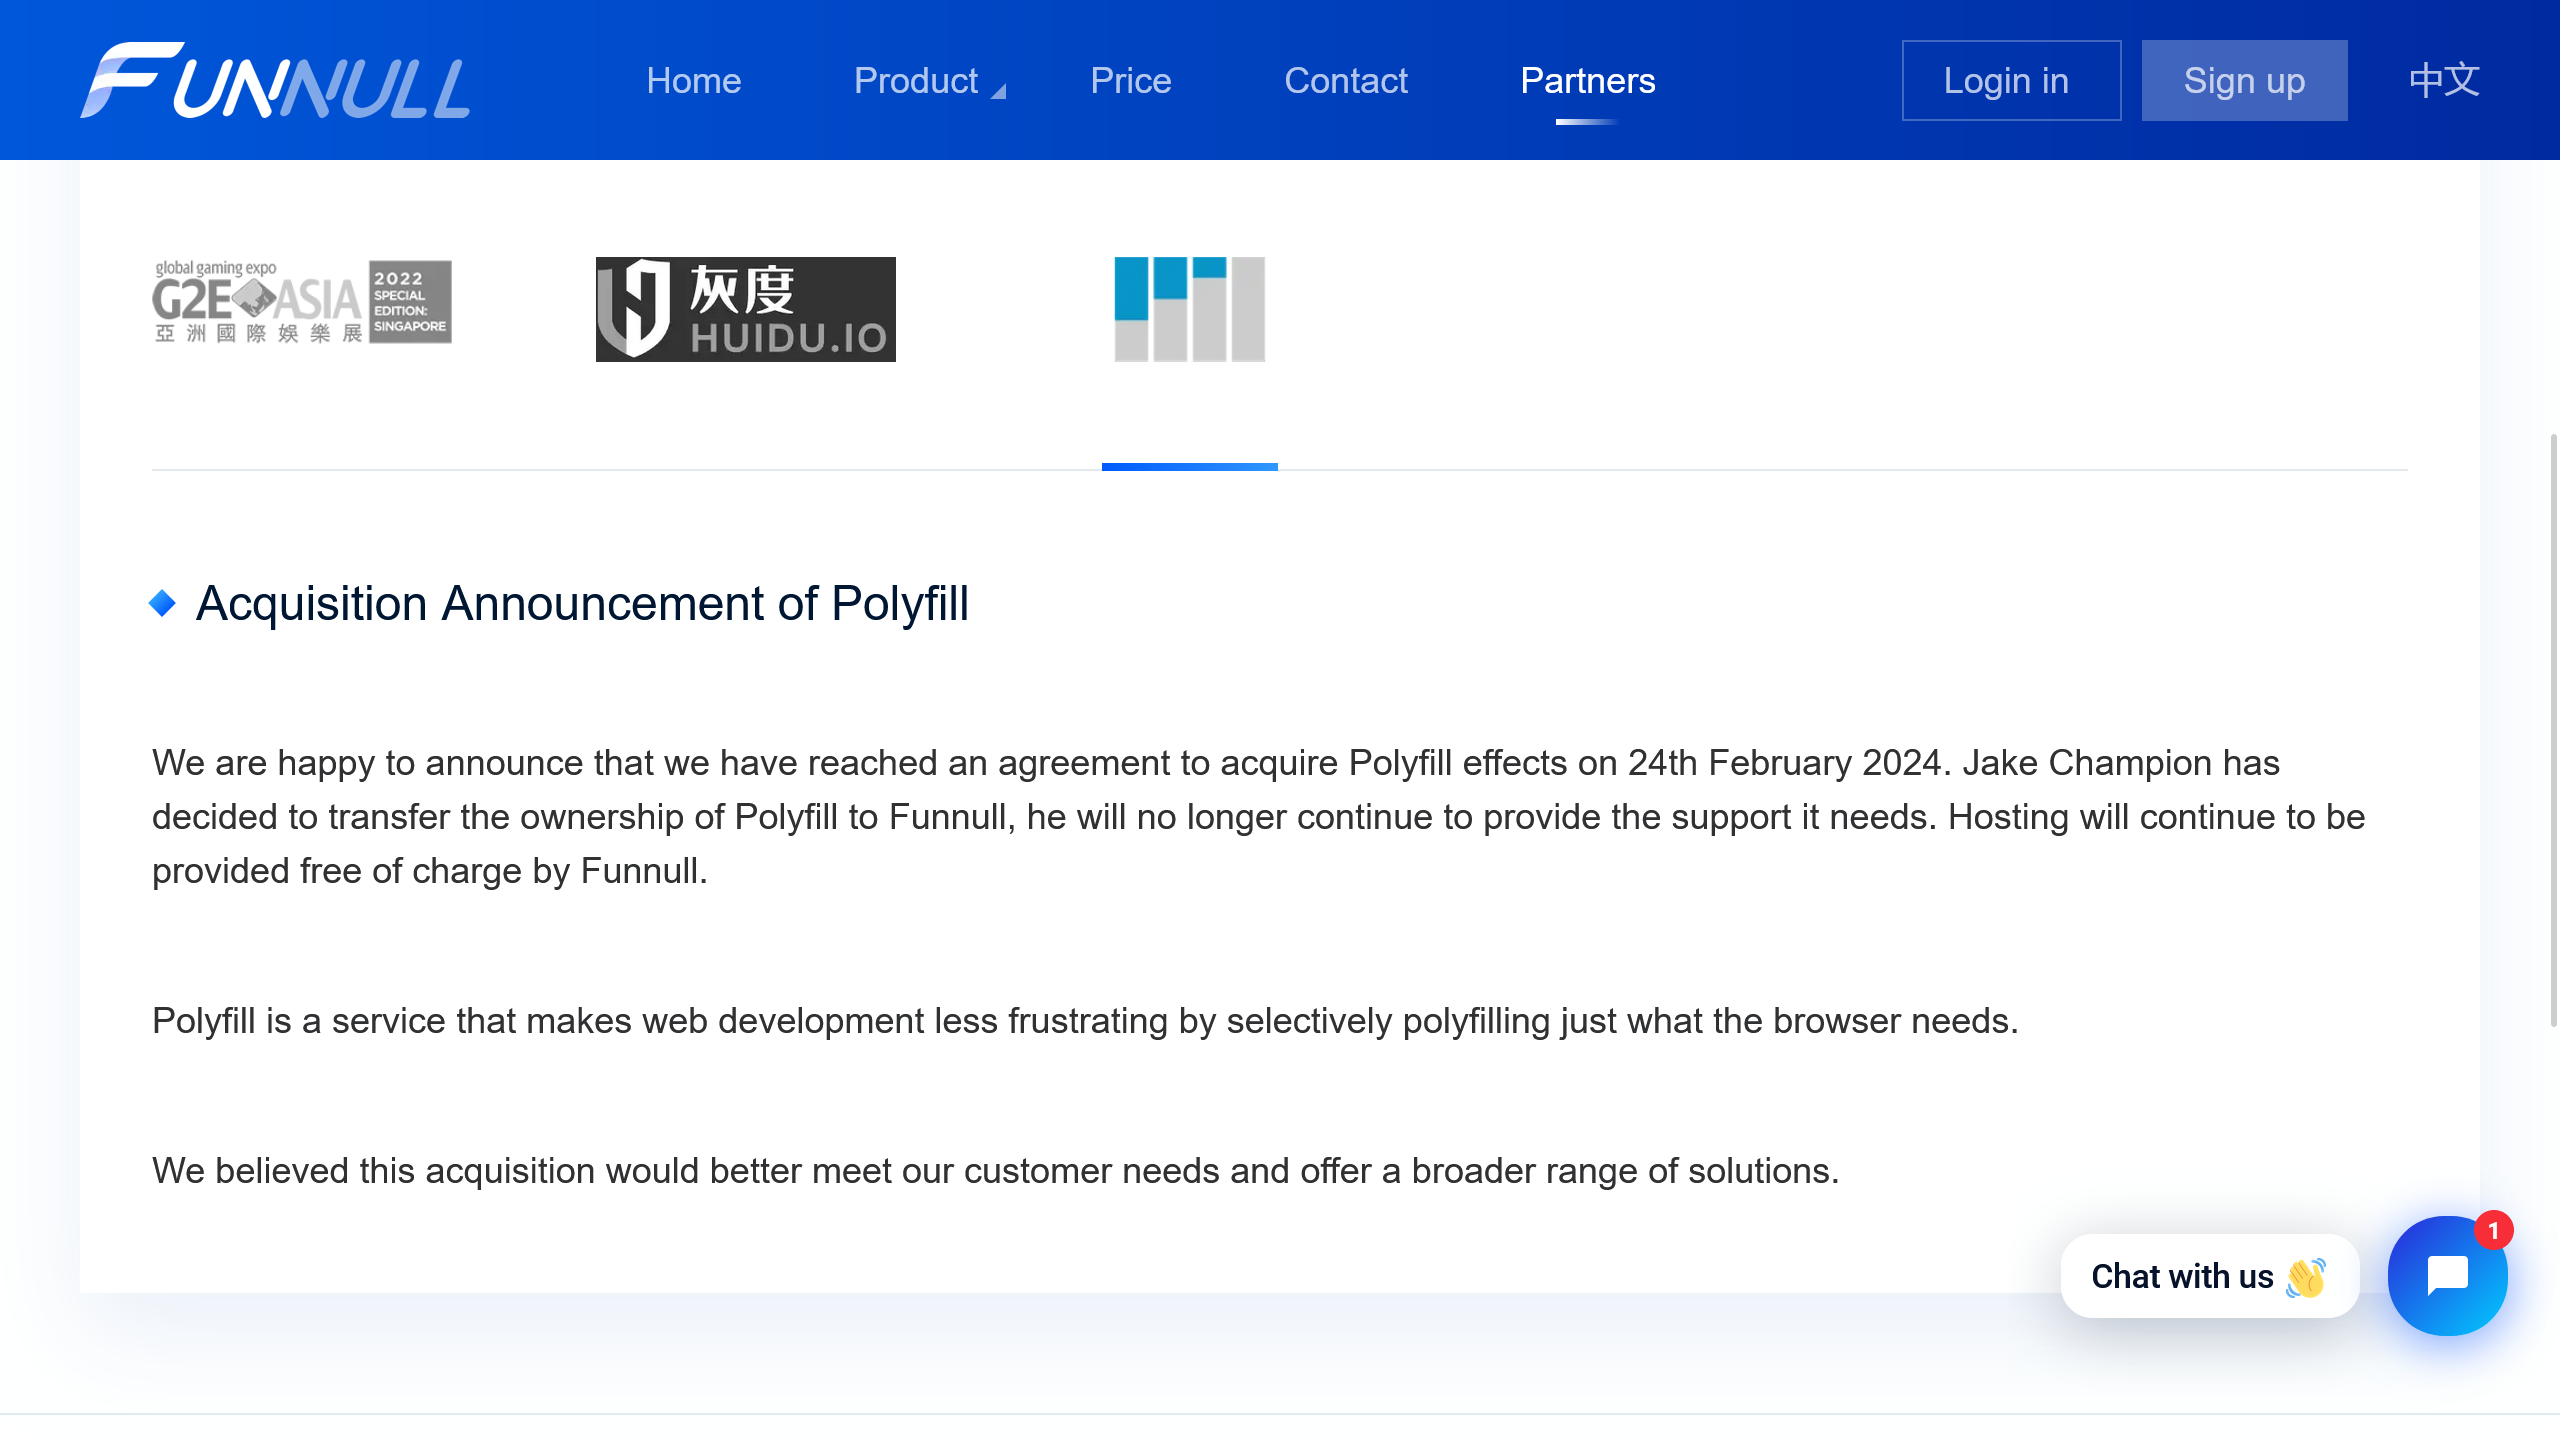 FUNNULL
Home
Product
Price
Contact
Partners
Login in
Sign up
中文
global gaming expo
G2E ASIA
亞洲國際娛樂展
2022
SPECIAL
EDITION:
SINGAPORE
灰度
HUIDU.IO
Acquisition Announcement of Polyfill
We are happy to announce that we have reached an agreement to acquire Polyfill effects on 24th February 2024. Jake Champion has
decided to transfer the ownership of Polyfill to Funnull, he will no longer continue to provide the support it needs. Hosting will continue to be
provided free of charge by Funnull.
Polyfill is a service that makes web development less frustrating by selectively polyfilling just what the browser needs.
We believed this acquisition would better meet our customer needs and offer a broader range of solutions.
Chat with us 👋
1